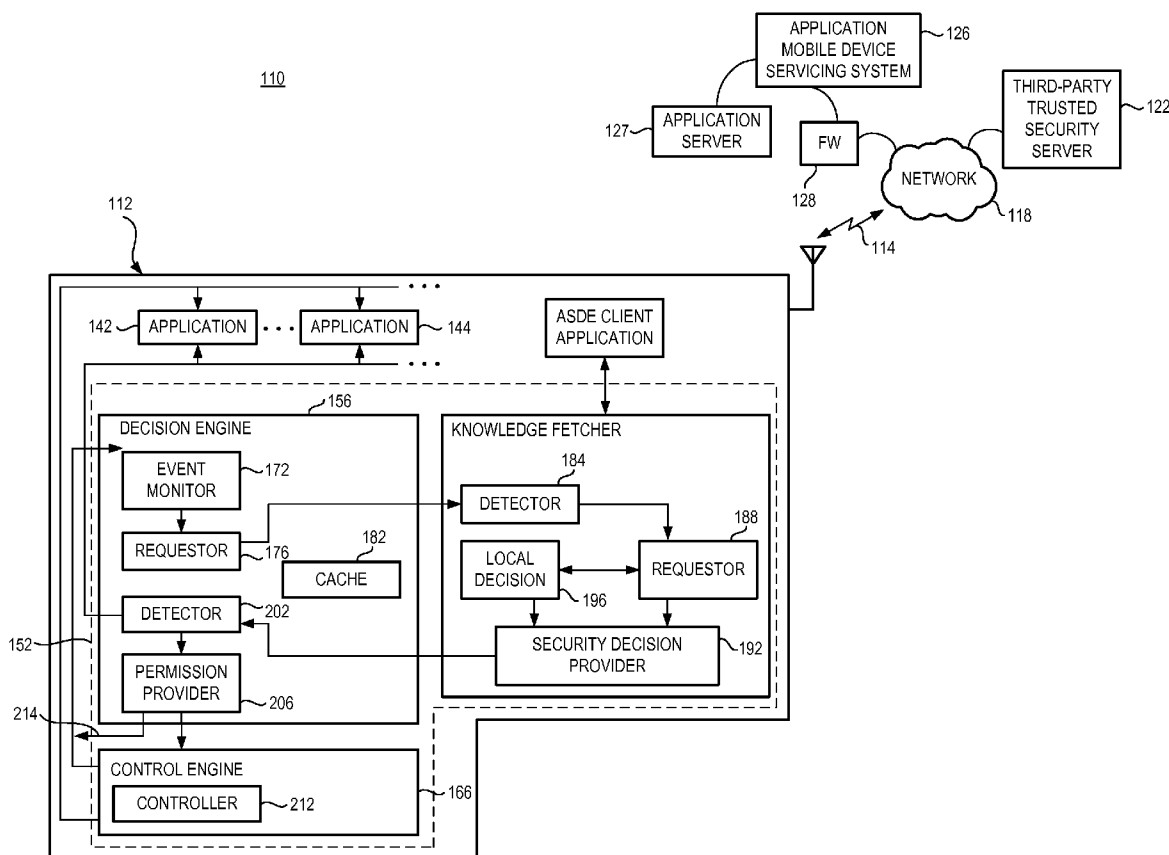 APPLICATION
MOBILE DEVICE
SERVICING SYSTEM
126
110
THIRD-PARTY
TRUSTED
SECURITY
SERVER
122
127
APPLICATION
SERVER
FW
128
NETWORK
118
112
114
142
APPLICATION
• • •
APPLICATION
144
ASDE CLIENT
APPLICATION
156
DECISION ENGINE
KNOWLEDGE FETCHER
EVENT
MONITOR
172
184
DETECTOR
188
REQUESTOR
176
182
CACHE
LOCAL
DECISION
196
REQUESTOR
DETECTOR
202
152
SECURITY DECISION
PROVIDER
192
PERMISSION
PROVIDER
206
214
CONTROL ENGINE
166
CONTROLLER
212